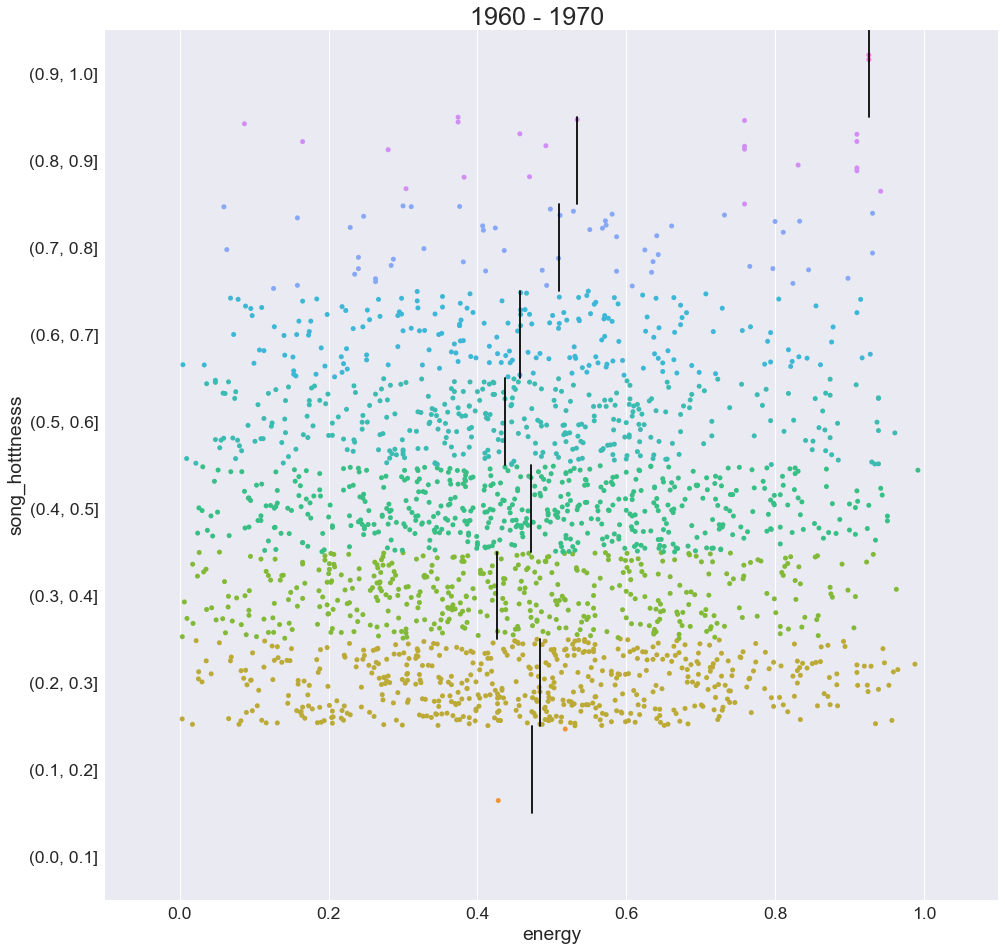 1960 - 1970
song_hotttnesss
(0.9, 1.0]
(0.8, 0.9]
(0.7, 0.8]
(0.6, 0.7]
(0.5, 0.6]
(0.4, 0.5]
(0.3, 0.4]
(0.2, 0.3]
(0.1, 0.2]
(0.0, 0.1]
0.0 0.2 0.4 0.6 0.8 1.0
energy